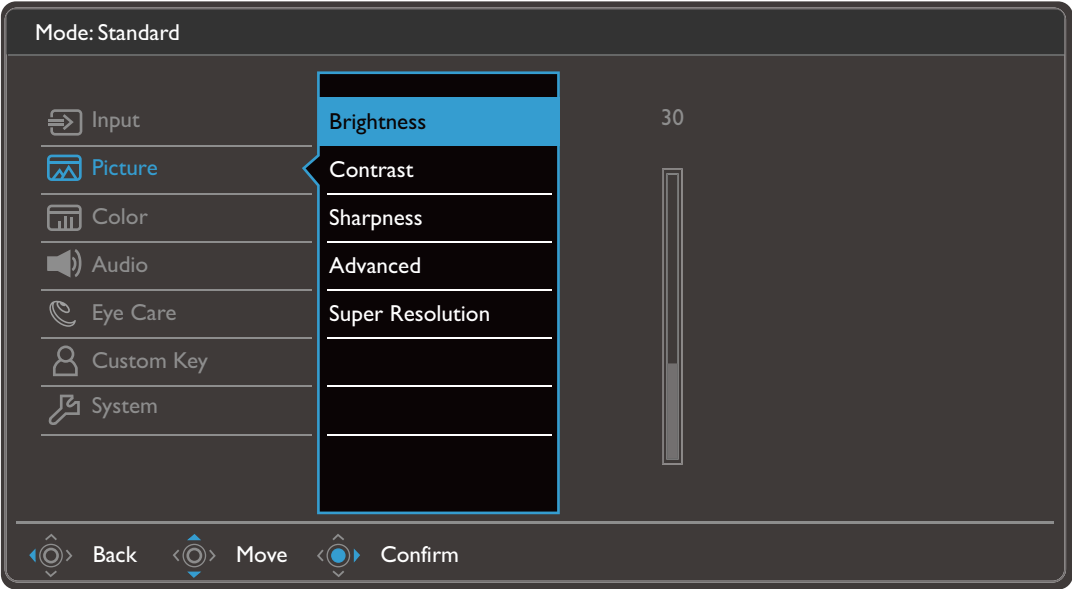 Mode: Standard
Input
Picture
Color
Audio
Eye Care
Custom Key
System
Brightness
Contrast
Sharpness
Advanced
Super Resolution
30
Back Move Confirm